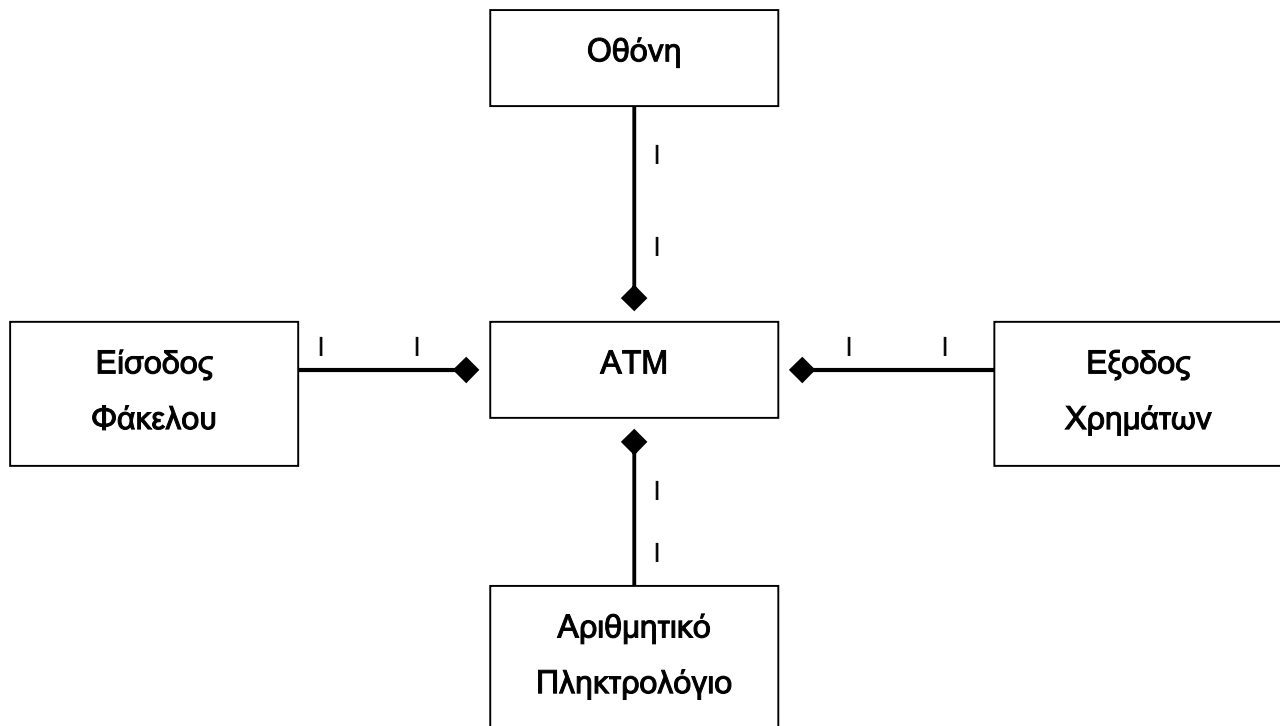 Οθόνη
I
I
Είσοδος
Φάκελου
I I
ATM
I I
Εξοδος
Χρημάτων
I
I
Αριθμητικό
Πληκτρολόγιο